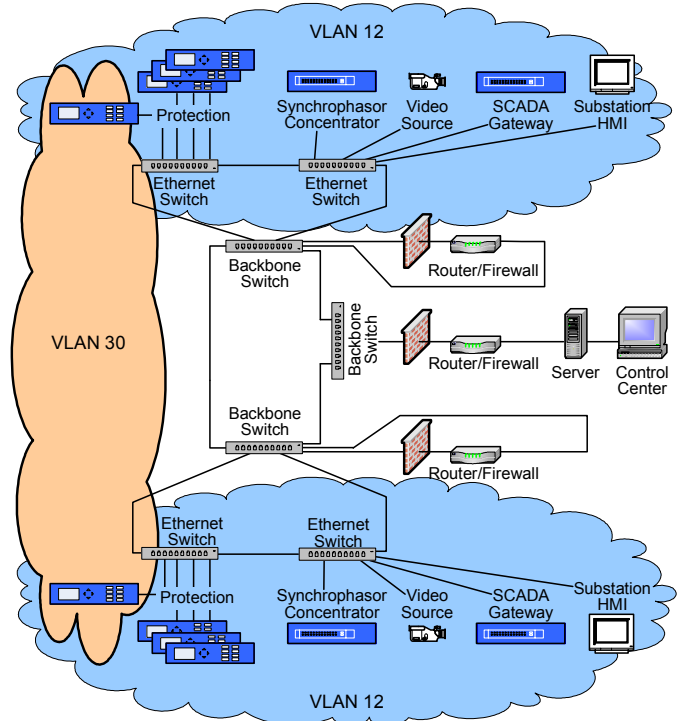 VLAN 12
Protection
Synchrophasor
Concentrator
Video
Source
SCADA
Gateway
Substation
HMI
Ethernet
Switch
Ethernet
Switch
Backbone
Switch
Router/Firewall
VLAN 30
Backbone
Switch
Router/Firewall
Server
Control
Center
Backbone
Switch
Router/Firewall
Ethernet
Switch
Ethernet
Switch
Protection
Synchrophasor
Concentrator
Video
Source
SCADA
Gateway
Substation
HMI
VLAN 12